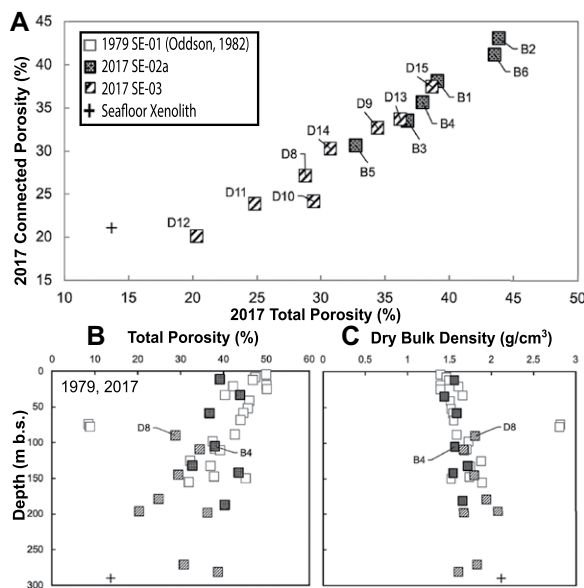 A
1979 SE-01 (Oddson, 1982)
2017 SE-02a
2017 SE-03
Seafloor Xenolith
2017 Connected Porosity (%)
45
40
35
30
25
20
15
10 15 20 25 30 35 40 45 50
2017 Total Porosity (%)
B2
B6
D15
B1
D13
B4
D9
B3
D14
B5
D8
D10
D11
D12
B Total Porosity (%)
0 10 20 30 40 50 60
1979, 2017
D8
B4
Depth (m b.s.)
0
50
100
150
200
250
300
C Dry Bulk Density (g/cm³)
0 0.5 1 1.5 2 2.5 3
D8
B4